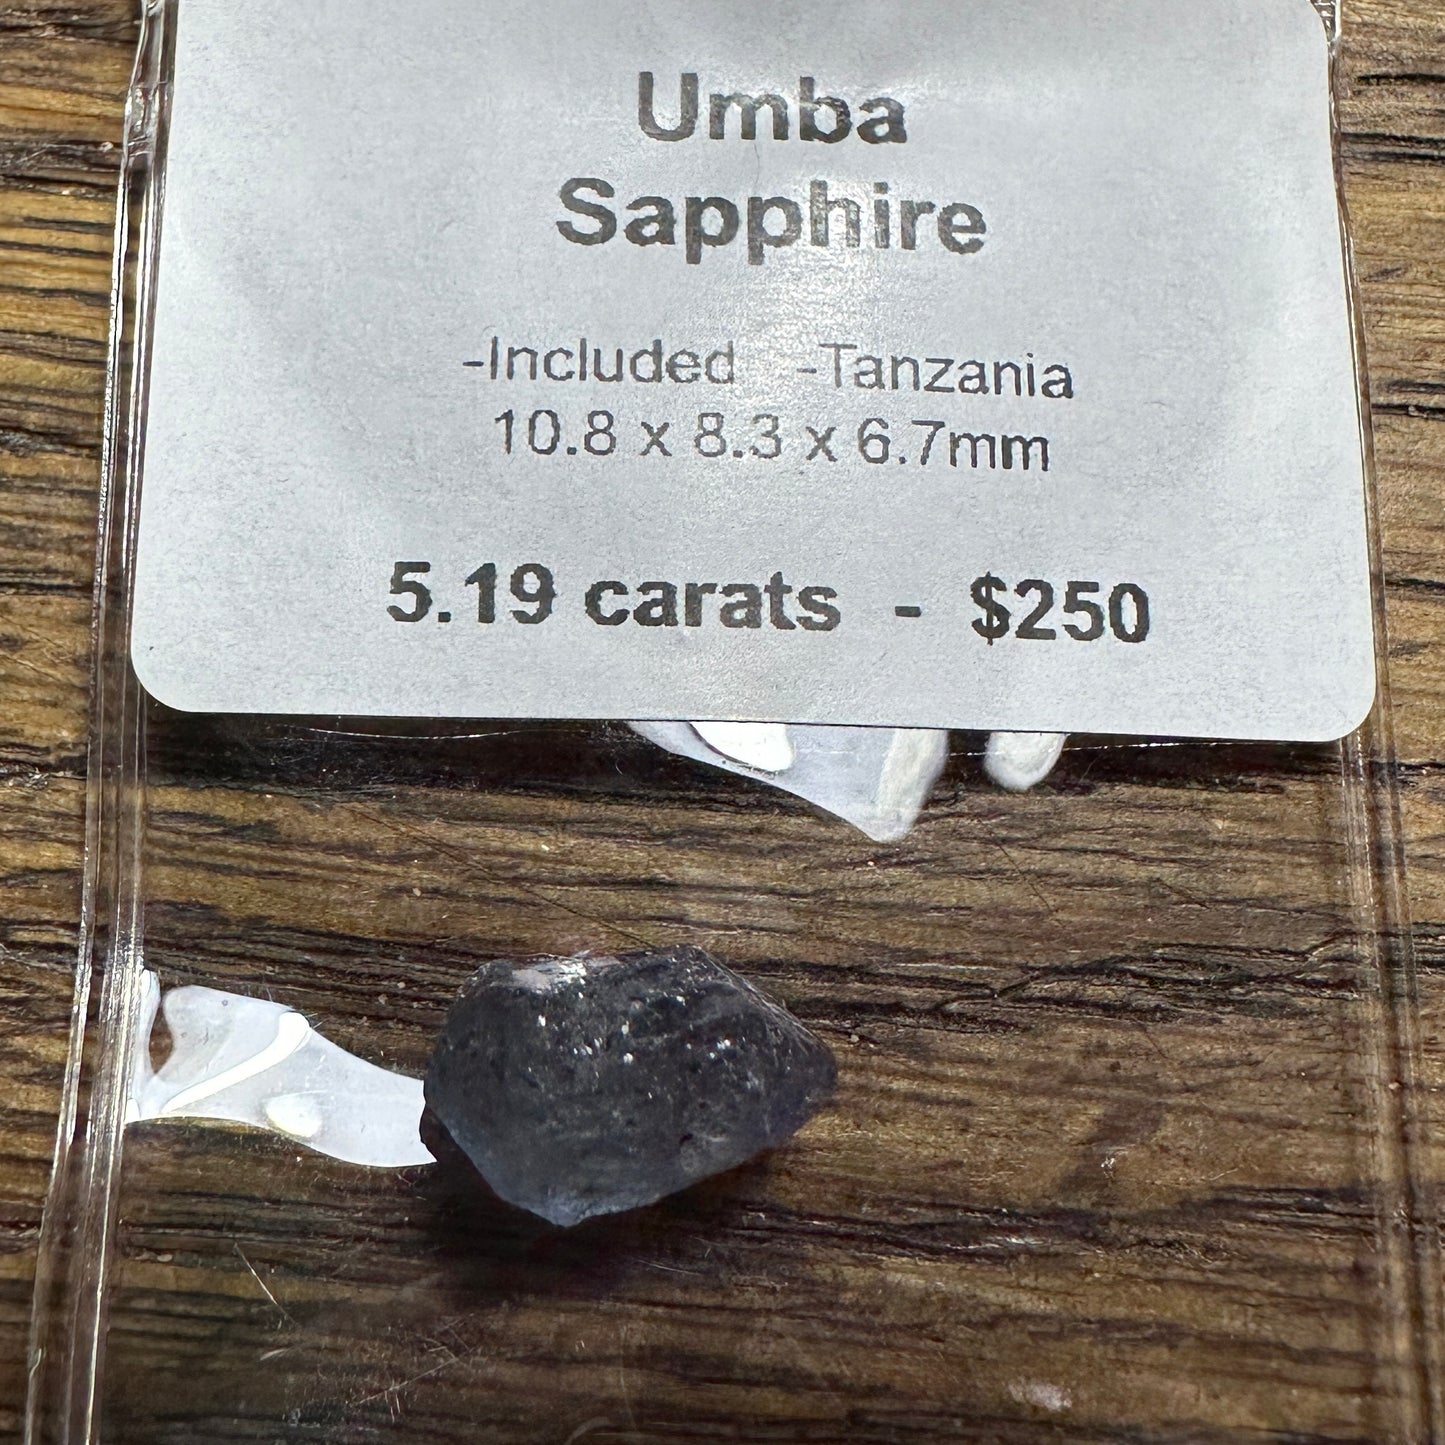 Umba
Sapphire
-Included -Tanzania
10.8 x 8.3 x 6.7mm
5.19 carats - $250